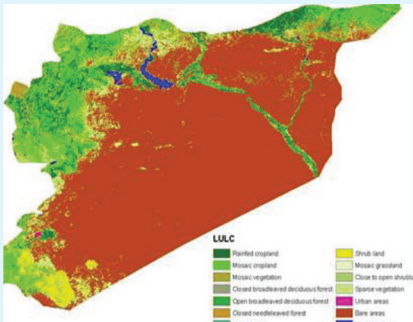 LULC
Rainfed cropland
Mosaic cropland
Mosaic vegetation
Closed broadleaved deciduous forest
Open broadleaved deciduous forest
Closed needleleaved forest
Shrub land
Mosaic grassland
Close to open shrubla
Sparse vegetation
Urban areas
Bare areas